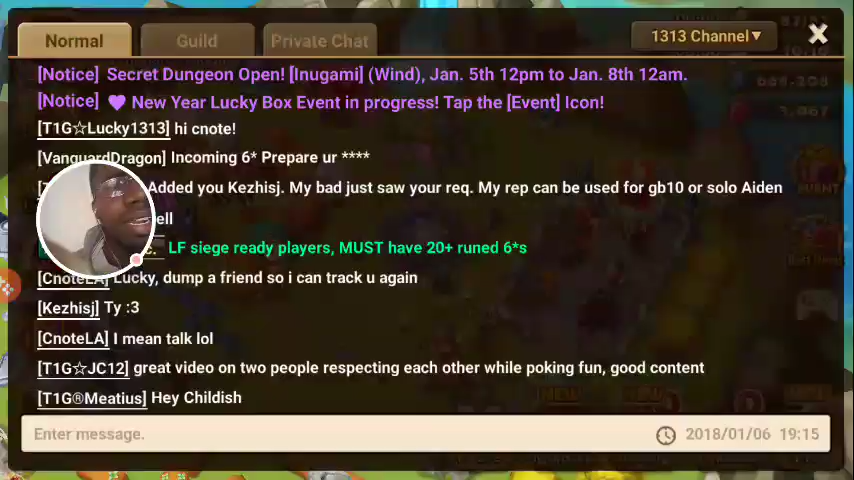 Normal
Guild
Private Chat
1313 Channel▼
[Notice] Secret Dungeon Open! [Inugami] (Wind), Jan. 5th 12pm to Jan. 8th 12am.
[Notice] ♥ New Year Lucky Box Event in progress! Tap the [Event] Icon!
[T1G☆Lucky1313] hi cnote!
[VanguardDragon] Incoming 6* Prepare ur ****
Added you Kezhisj. My bad just saw your req. My rep can be used for gb10 or solo Aiden
LF siege ready players, MUST have 20+ runed 6*s
[CnoteLA] Lucky, dump a friend so i can track u again
[Kezhisj] Ty :3
[CnoteLA] I mean talk lol
[T1G☆JC12] great video on two people respecting each other while poking fun, good content
[T1G®Meatius] Hey Childish
Enter message.
2018/01/06 19:15